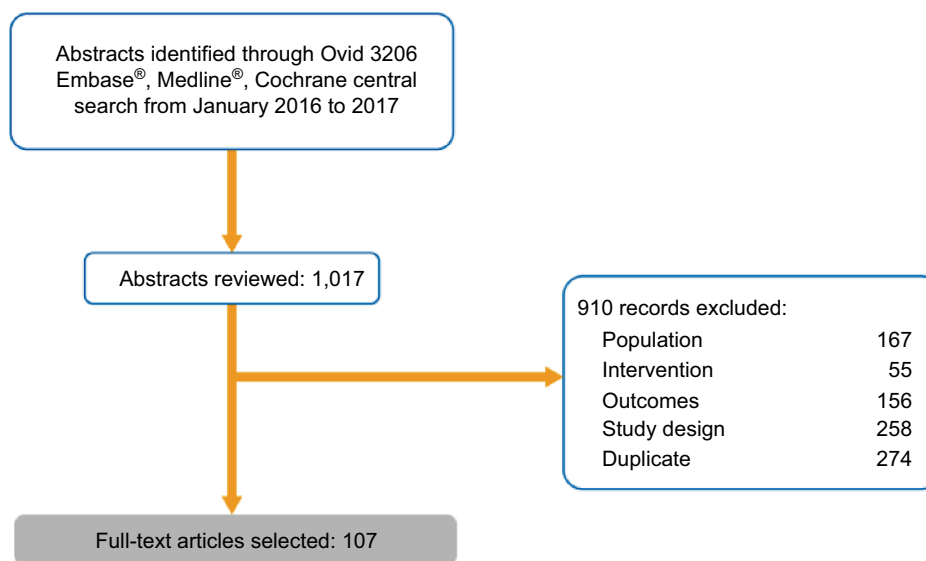 Abstracts identified through Ovid 3206
Embase®, Medline®, Cochrane central
search from January 2016 to 2017
Abstracts reviewed: 1,017
910 records excluded:
Population 167
Intervention 55
Outcomes 156
Study design 258
Duplicate 274
Full-text articles selected: 107